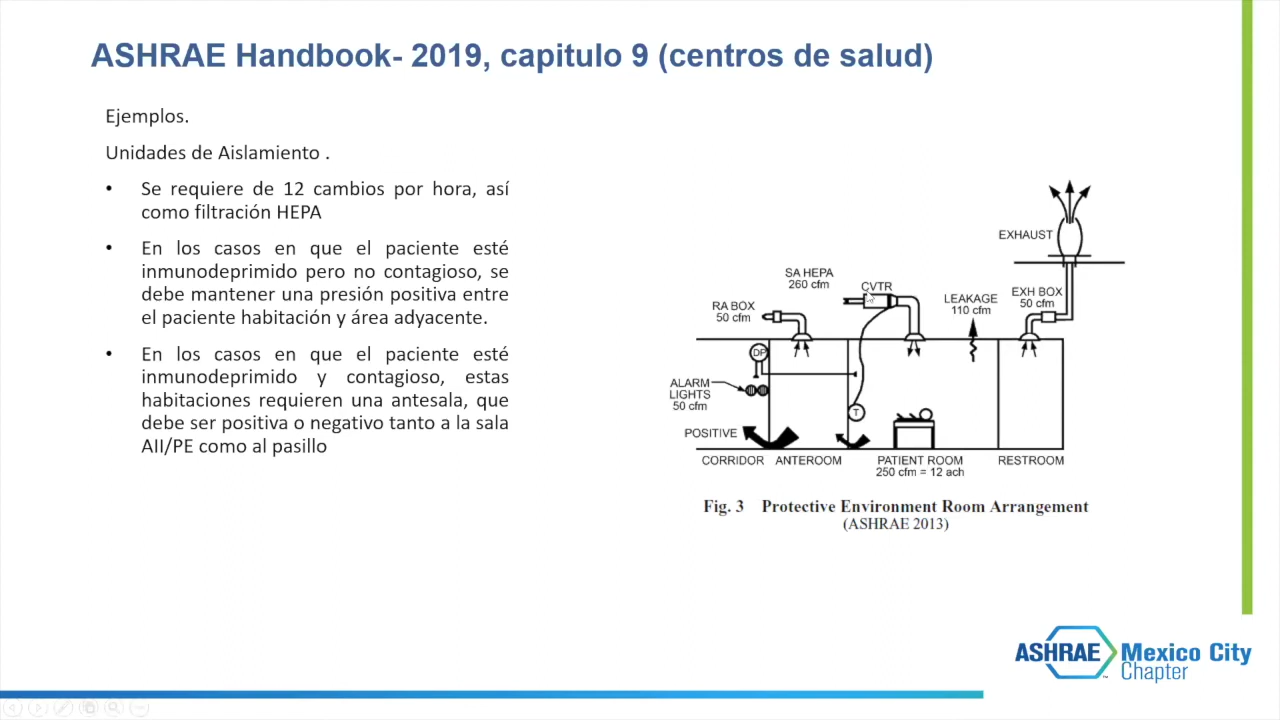 ASHRAE Handbook- 2019, capitulo 9 (centros de salud)
Ejemplos.
Unidades de Aislamiento .
• Se requiere de 12 cambios por hora, así
como filtración HEPA
• En los casos en que el paciente esté
inmunodeprimido pero no contagioso, se
debe mantener una presión positiva entre
el paciente habitación y área adyacente.
• En los casos en que el paciente esté
inmunodeprimido y contagioso, estas
habitaciones requieren una antesala, que
debe ser positiva o negativo tanto a la sala
AII/PE como al pasillo
EXHAUST
SA HEPA
260 cfm
CVTR
RA BOX
50 cfm
LEAKAGE
110 cfm
EXH BOX
50 cfm
DP
ALARM
LIGHTS
50 cfm
T
POSITIVE
CORRIDOR
ANTEROOM
PATIENT ROOM
250 cfm = 12 ach
RESTROOM
Fig. 3 Protective Environment Room Arrangement
(ASHRAE 2013)
ASHRAE Mexico City
Chapter